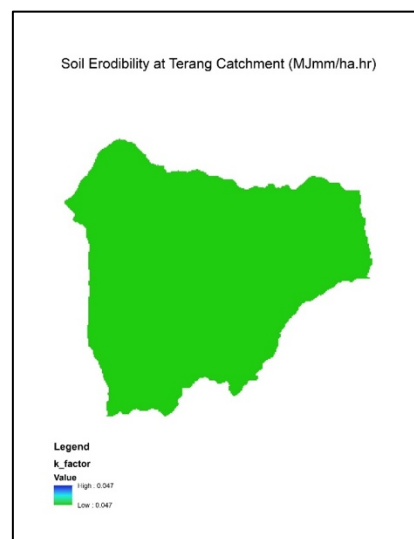 Soil Erodibility at Terang Catchment (MJmm/ha.hr)
Legend
k_factor
Value
High : 0.047
Low : 0.047